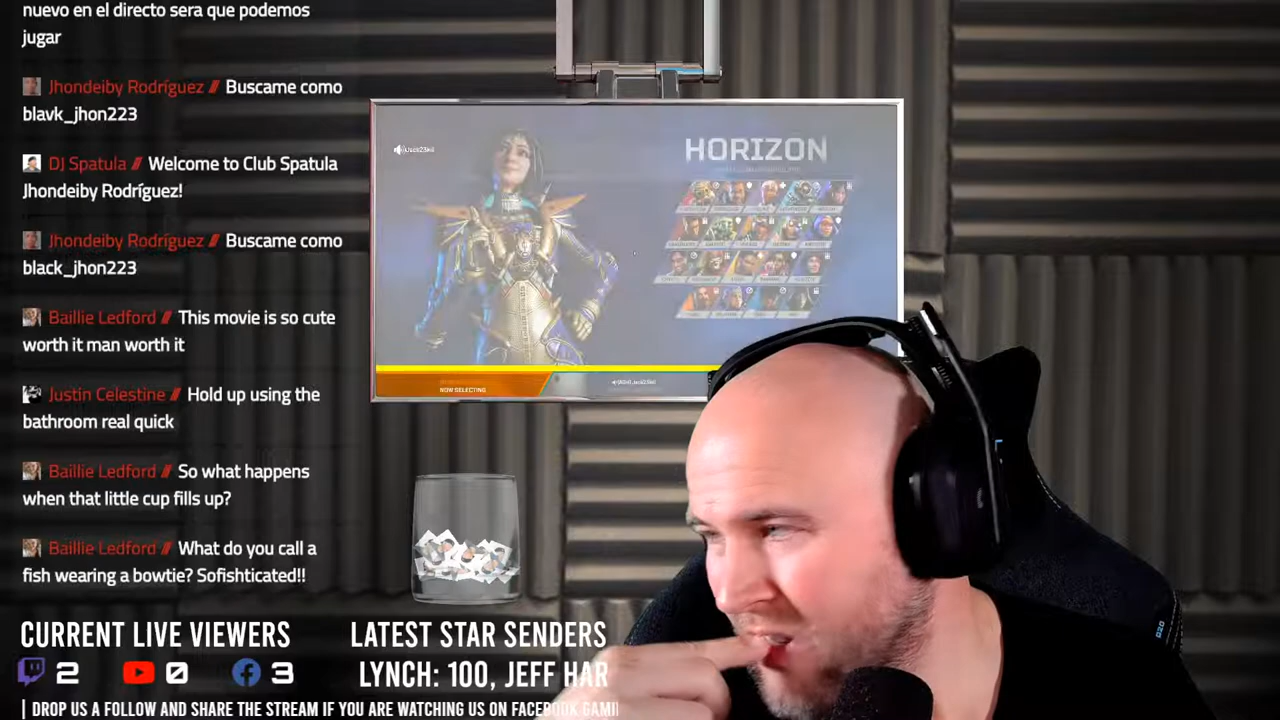 nuevo en el directo sera que podemos
jugar
Jhondeiby Rodríguez // Buscame como
blavk_jhon223
DJ Spatula // Welcome to Club Spatula
Jhondeiby Rodríguez!
Jhondeiby Rodríguez // Buscame como
black_jhon223
Baillie Ledford // This movie is so cute
worth it man worth it
Justin Celestine // Hold up using the
bathroom real quick
Baillie Ledford // So what happens
when that little cup fills up?
Baillie Ledford // What do you call a
fish wearing a bowtie? Sofishticated!!
HORIZON
NOW SELECTING
CURRENT LIVE VIEWERS
2 0 3
LATEST STAR SENDERS
LYNCH: 100, JEFF HAR
| DROP US A FOLLOW AND SHARE THE STREAM IF YOU ARE WATCHING US ON FACEBOOK GAMI